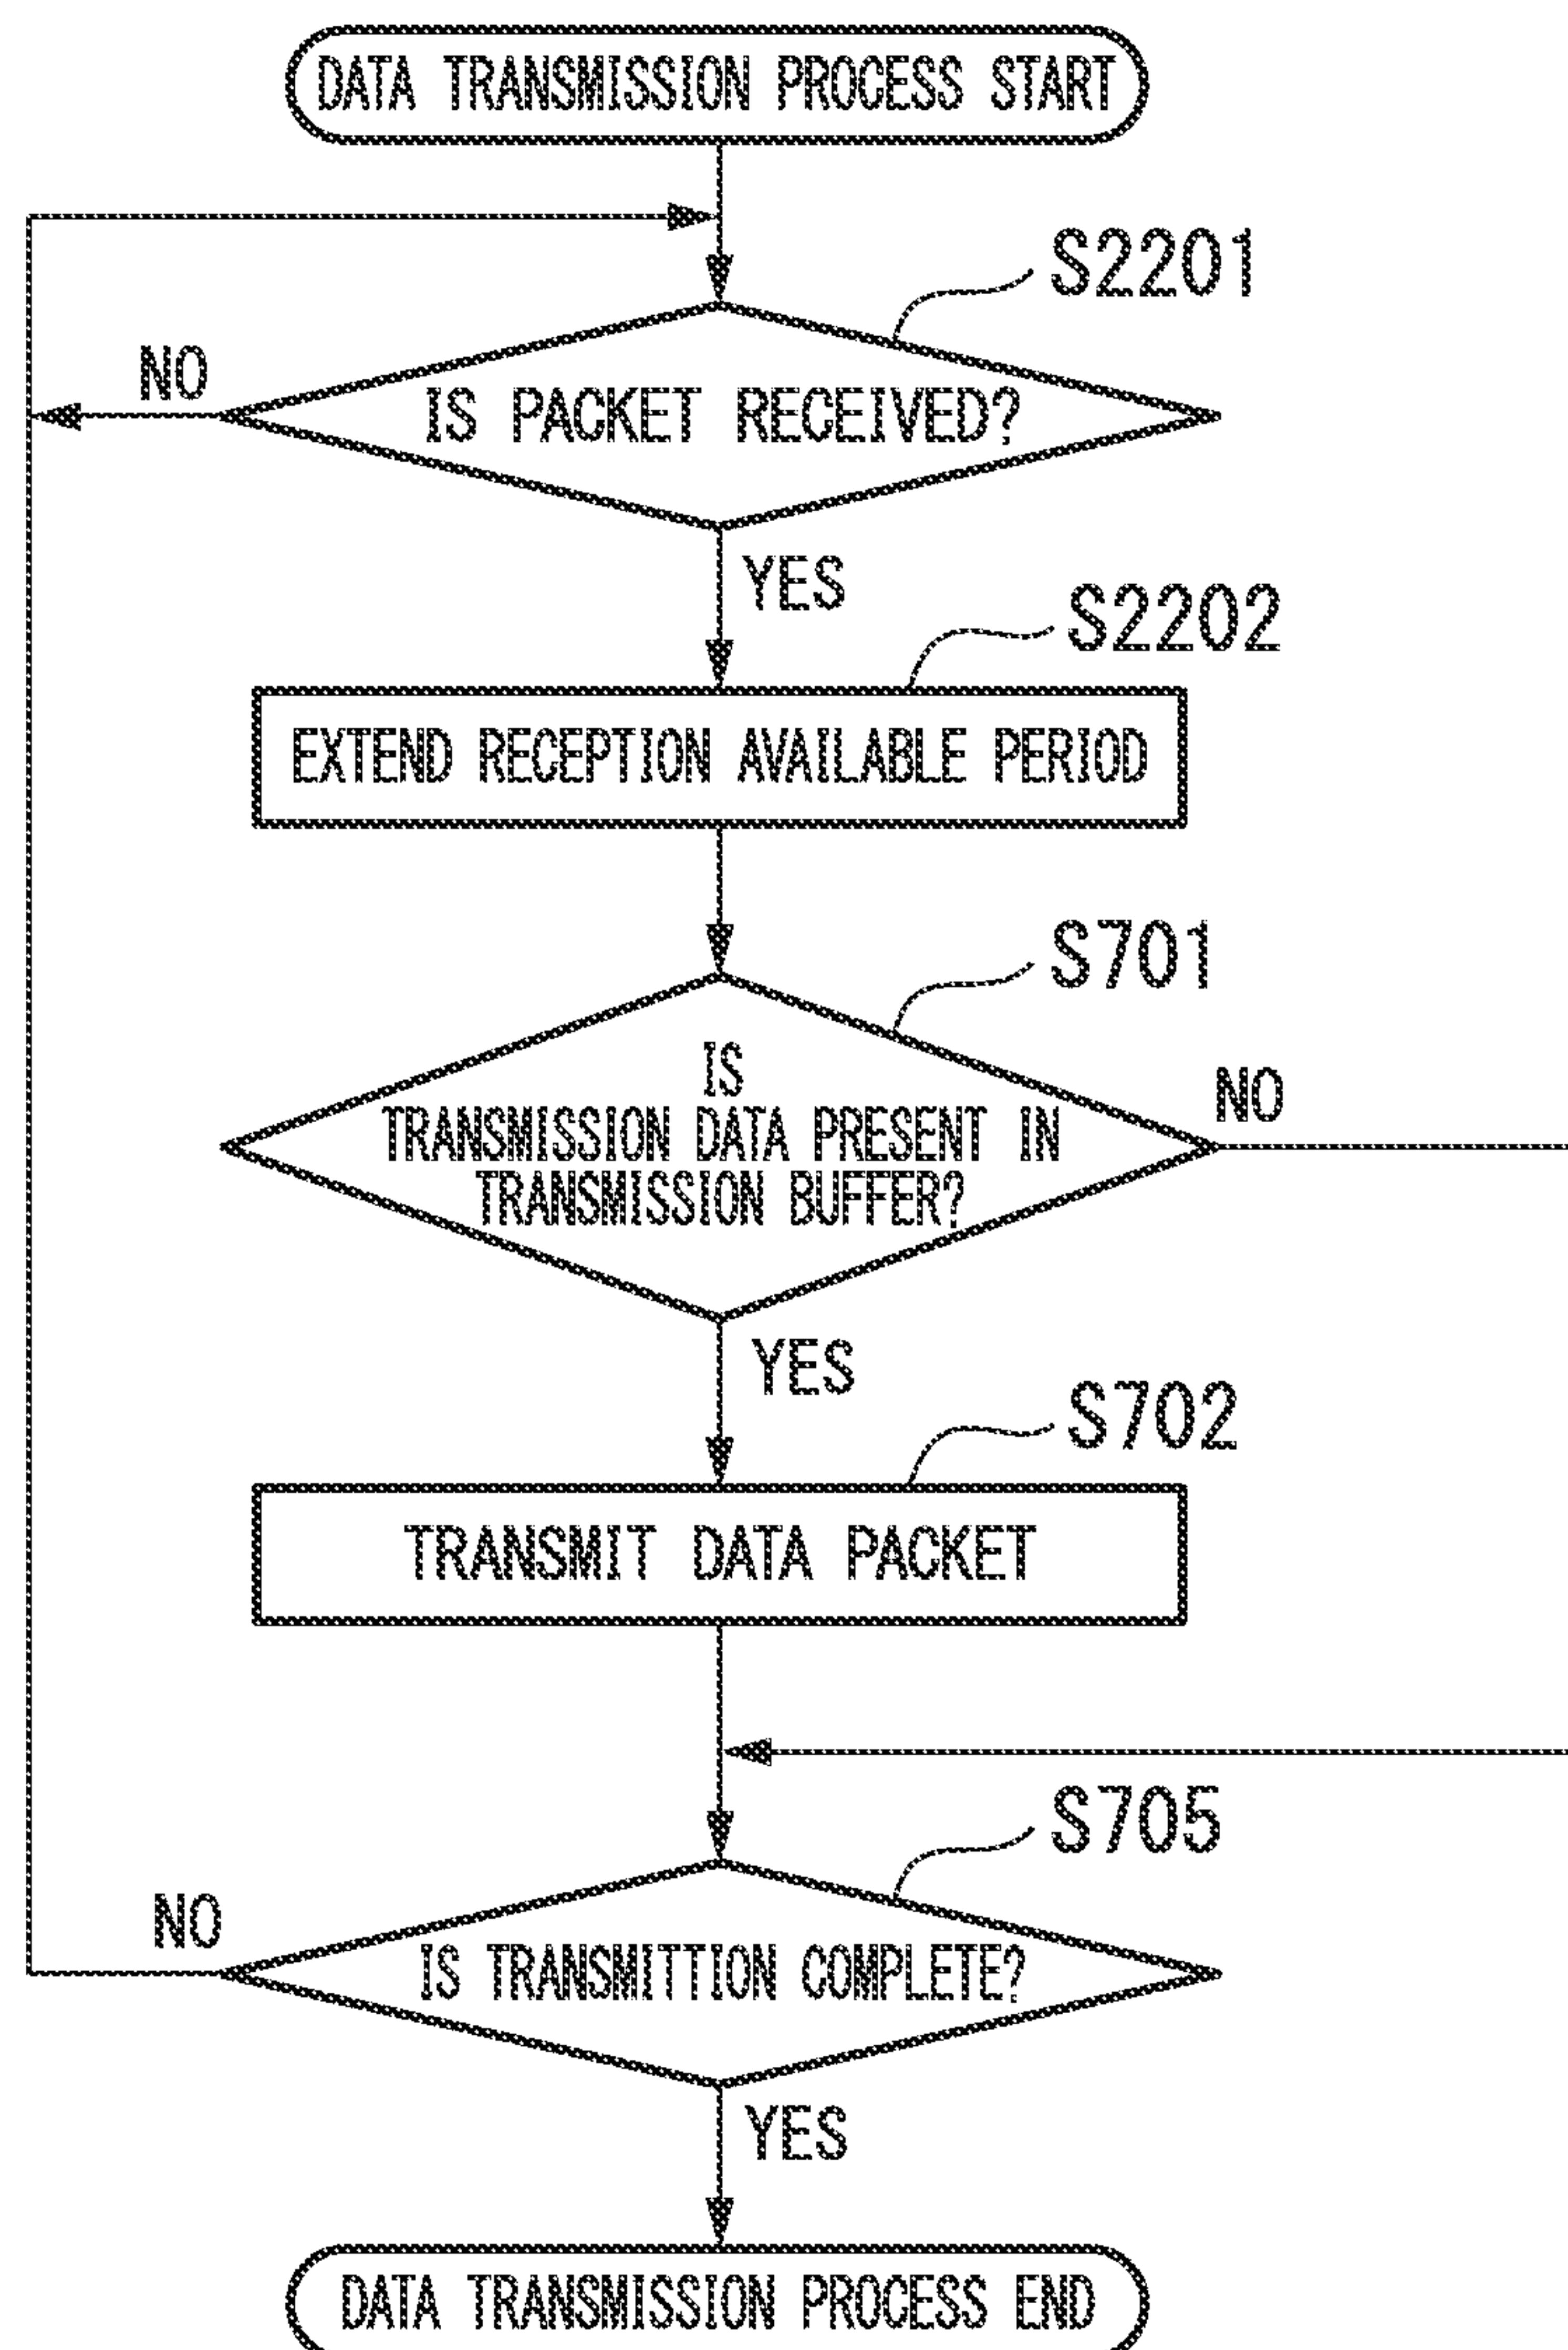 DATA TRANSMISSION PROCESS START
S2201
NO
IS PACKET RECEIVED?
YES
S2202
EXTEND RECEPTION AVAILABLE PERIOD
S701
IS
TRANSMISSION DATA PRESENT IN
TRANSMISSION BUFFER?
NO
YES
S702
TRANSMIT DATA PACKET
S705
NO
IS TRANSMITTION COMPLETE?
YES
DATA TRANSMISSION PROCESS END